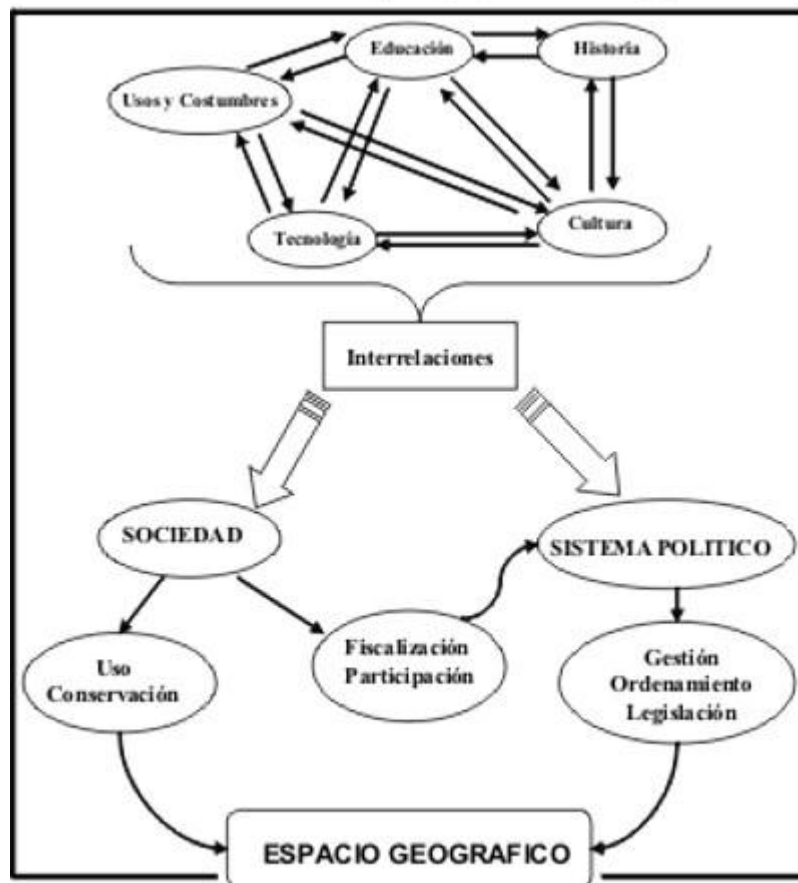 Educación
Historia
Usos y Costumbres
Tecnología
Cultura
Interrelaciones
SOCIEDAD
SISTEMA POLITICO
Uso
Conservación
Fiscalización
Participación
Gestión
Ordenamiento
Legislación
ESPACIO GEOGRAFICO